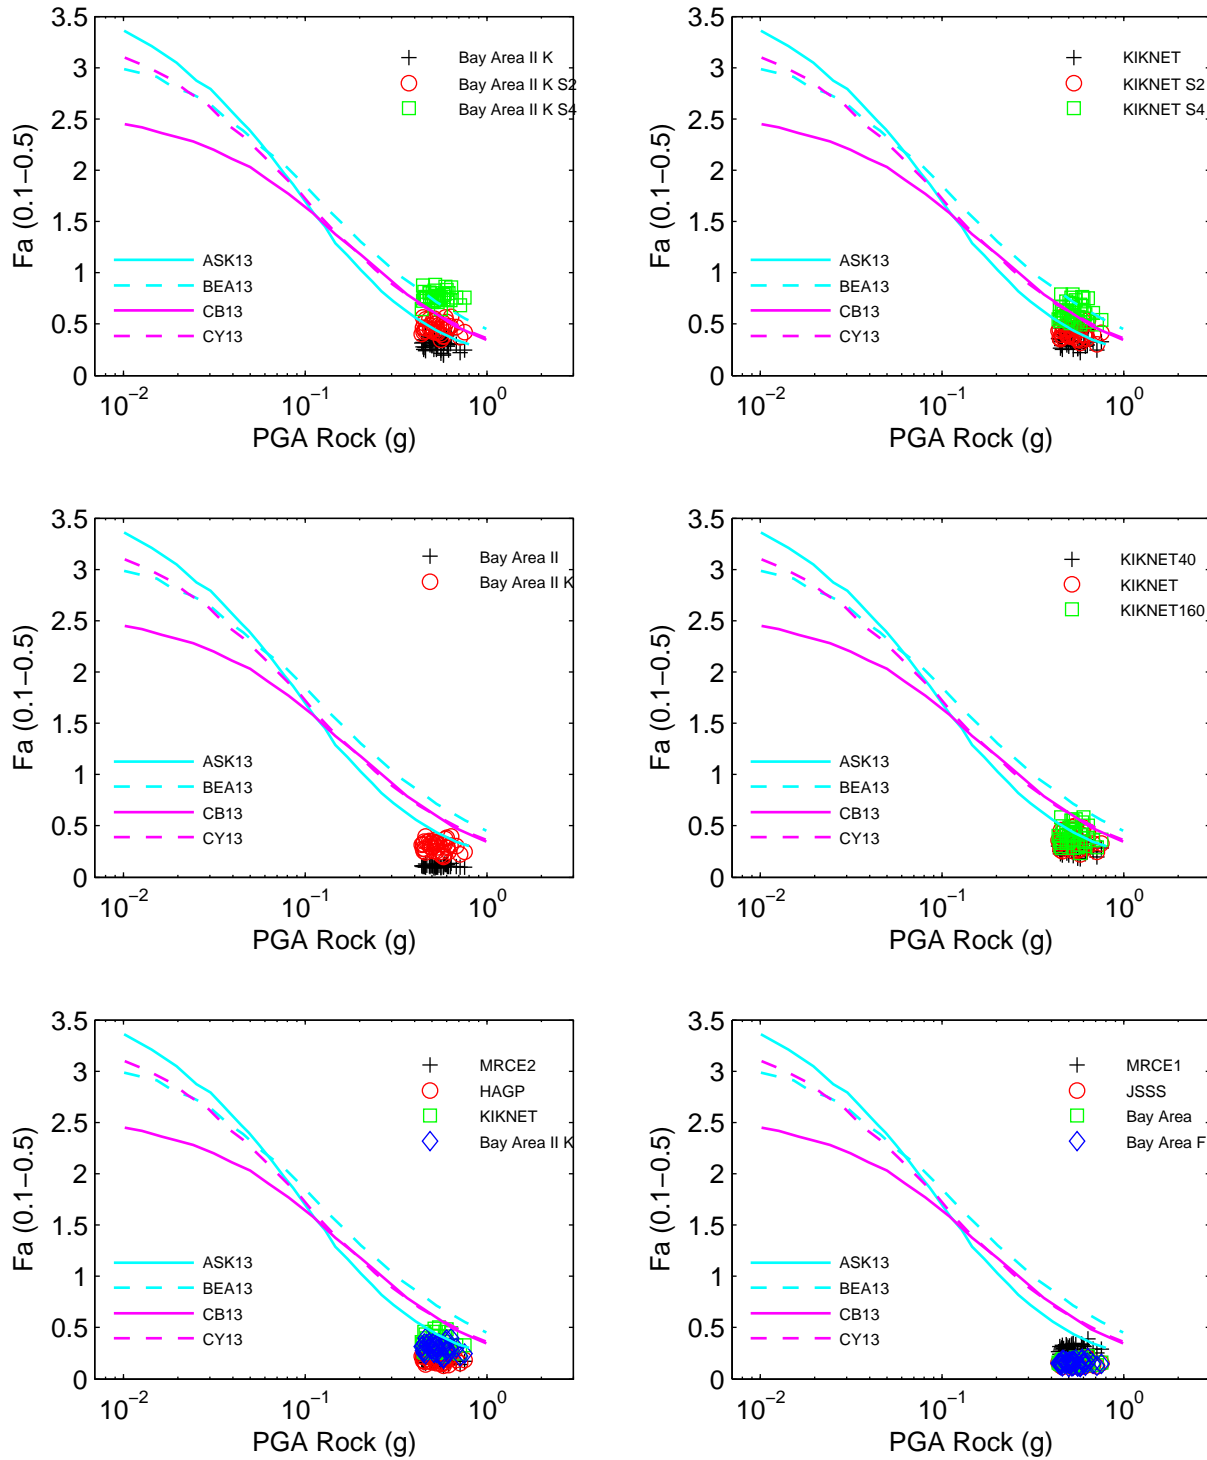 3.5
3
2.5
2
1.5
1
0.5
0
Fa (0.1−0.5)
Bay Area II K
Bay Area II K S2
Bay Area II K S4
ASK13
BEA13
CB13
CY13
10−2
10−1
100
PGA Rock (g)
3.5
3
2.5
2
1.5
1
0.5
0
Fa (0.1−0.5)
KIKNET
KIKNET S2
KIKNET S4
ASK13
BEA13
CB13
CY13
10−2
10−1
100
PGA Rock (g)
3.5
3
2.5
2
1.5
1
0.5
0
Fa (0.1−0.5)
Bay Area II
Bay Area II K
ASK13
BEA13
CB13
CY13
10−2
10−1
100
PGA Rock (g)
3.5
3
2.5
2
1.5
1
0.5
0
Fa (0.1−0.5)
KIKNET40
KIKNET
KIKNET160
ASK13
BEA13
CB13
CY13
10−2
10−1
100
PGA Rock (g)
3.5
3
2.5
2
1.5
1
0.5
0
Fa (0.1−0.5)
MRCE2
HAGP
KIKNET
Bay Area II K
ASK13
BEA13
CB13
CY13
10−2
10−1
100
PGA Rock (g)
3.5
3
2.5
2
1.5
1
0.5
0
Fa (0.1−0.5)
MRCE1
JSSS
Bay Area
Bay Area F
ASK13
BEA13
CB13
CY13
10−2
10−1
100
PGA Rock (g)